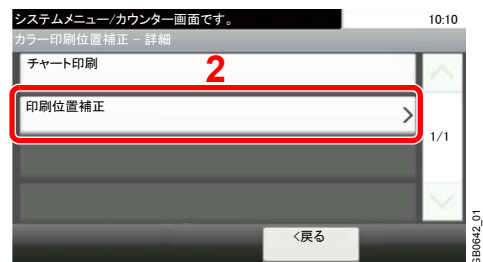 システムメニュー/カウンター画面です。 10:10
カラー印刷位置補正 - 詳細
チャート印刷
2
印刷位置補正 >
1/1
<戻る
GB0642_01